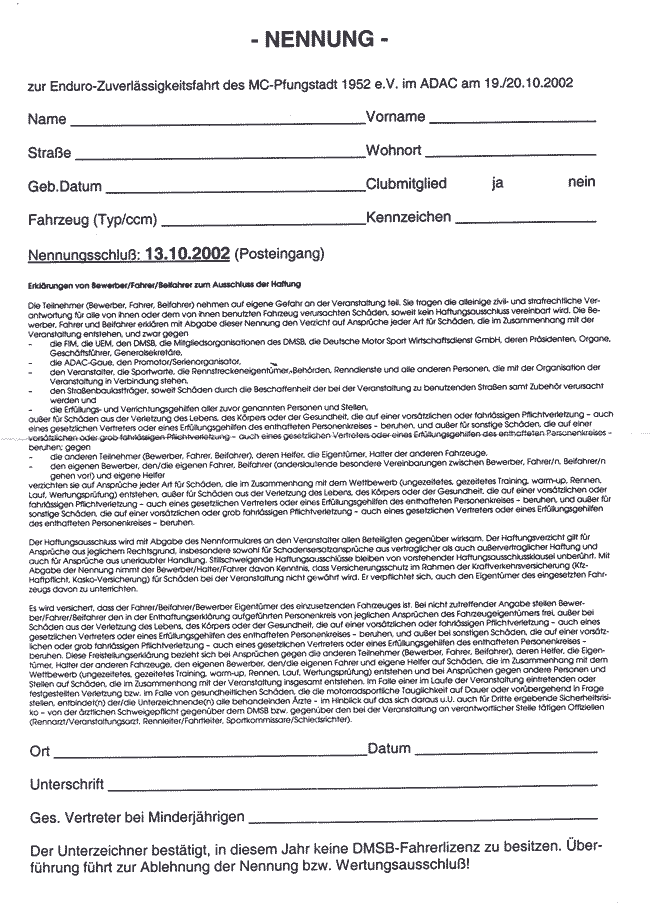 - NENNUNG -
zur Enduro-Zuverlässigkeitsfahrt des MC-Pfungstadt 1952 e.V. im ADAC am 19./20.10.2002
Name Vorname
Straße Wohnort
Geb.Datum Clubmitglied ja nein
Fahrzeug (Typ/ccm) Kennzeichen
Nennungsschluß: 13.10.2002 (Posteingang)
Erklärungen von Bewerber/Fahrer/Beifahrer zum Ausschluss der Haftung
Die Teilnehmer (Bewerber, Fahrer, Beifahrer) nehmen auf eigene Gefahr an der Veranstaltung teil. Sie tragen die alleinige zivil- und strafrechtliche Ver-
antwortung für alle von ihnen oder dem von ihnen benutzten Fahrzeug verursachten Schäden, soweit kein Haftungsausschluss vereinbart wird. Die Be-
werber, Fahrer und Beifahrer erklären mit Abgabe dieser Nennung den Verzicht auf Ansprüche jeder Art für Schäden, die im Zusammenhang mit der
Veranstaltung entstehen, und zwar gegen
- die FIM, die UEM, den DMSB, die Mitgliedsorganisationen des DMSB, die Deutsche Motor Sport Wirtschaftsdienst GmbH, deren Präsidenten, Organe,
Geschäftsführer, Generalsekretäre,
- die ADAC-Gaue, den Promotor/Serienorganisator,
- den Veranstalter, die Sportwarte, die Rennstreckeneigentümer, Behörden, Renndienste und alle anderen Personen, die mit der Organisation der
Veranstaltung in Verbindung stehen,
- den Straßenbaulastträger, soweit Schäden durch die Beschaffenheit der bei der Veranstaltung zu benutzenden Straßen samt Zubehör verursacht
werden und
- die Erfüllungs- und Verrichtungsgehilfen aller zuvor genannten Personen und Stellen,
außer für Schäden aus der Verletzung des Lebens, des Körpers oder der Gesundheit, die auf einer vorsätzlichen oder fahrlässigen Pflichtverletzung – auch
eines gesetzlichen Vertreters oder eines Erfüllungsgehilfen des enthafteten Personenkreises – beruhen, und außer für sonstige Schäden, die auf einer
vorsätzlichen oder grob fahrlässigen Pflichtverletzung – auch eines gesetzlichen Vertreters oder eines Erfüllungsgehilfen des enthafteten Personenkreises –
beruhen; gegen
- die anderen Teilnehmer (Bewerber, Fahrer, Beifahrer), deren Helfer, die Eigentümer, Halter der anderen Fahrzeuge,
- den eigenen Bewerber, den/die eigenen Fahrer, Beifahrer (anderslautende besondere Vereinbarungen zwischen Bewerber, Fahrer/n, Beifahrer/n
gehen vor!) und eigene Helfer
verzichten sie auf Ansprüche jeder Art für Schäden, die im Zusammenhang mit dem Wettbewerb (ungezeitetes, gezeitetes Training, warm-up, Rennen,
Lauf, Wertungsprüfung) entstehen, außer für Schäden aus der Verletzung des Lebens, des Körpers oder der Gesundheit, die auf einer vorsätzlichen oder
fahrlässigen Pflichtverletzung – auch eines gesetzlichen Vertreters oder eines Erfüllungsgehilfen des enthafteten Personenkreises – beruhen, und außer für
sonstige Schäden, die auf einer vorsätzlichen oder grob fahrlässigen Pflichtverletzung – auch eines gesetzlichen Vertreters oder eines Erfüllungsgehilfen
des enthafteten Personenkreises – beruhen.
Der Haftungsausschluss wird mit Abgabe des Nennformulares an den Veranstalter allen Beteiligten gegenüber wirksam. Der Haftungsverzicht gilt für
Ansprüche aus jeglichem Rechtsgrund, insbesondere sowohl für Schadensersatzansprüche aus vertraglicher als auch außervertraglicher Haftung und
auch für Ansprüche aus unerlaubter Handlung. Stillschweigende Haftungsausschlüsse bleiben von vorstehender Haftungsausschlussklausel unberührt. Mit
Abgabe der Nennung nimmt der Bewerber/Halter/Fahrer davon Kenntnis, dass Versicherungsschutz im Rahmen der Kraftverkehrsversicherung (Kfz-
Haftpflicht, Kasko-Versicherung) für Schäden bei der Veranstaltung nicht gewährt wird. Er verpflichtet sich, auch den Eigentümer des eingesetzten Fahr-
zeugs davon zu unterrichten.
Es wird versichert, dass der Fahrer/Beifahrer/Bewerber Eigentümer des einzusetzenden Fahrzeuges ist. Bei nicht zutreffender Angabe stellen Bewer-
ber/Fahrer/Beifahrer den in der Enthaftungserklärung aufgeführten Personenkreis von jeglichen Ansprüchen des Fahrzeugeigentümers frei, außer bei
Schäden aus der Verletzung des Lebens, des Körpers oder der Gesundheit, die auf einer vorsätzlichen oder fahrlässigen Pflichtverletzung – auch eines
gesetzlichen Vertreters oder eines Erfüllungsgehilfen des enthafteten Personenkreises – beruhen, und außer bei sonstigen Schäden, die auf einer vorsätz-
lichen oder grob fahrlässigen Pflichtverletzung – auch eines gesetzlichen Vertreters oder eines Erfüllungsgehilfen des enthafteten Personenkreises –
beruhen. Diese Freistellungserklärung bezieht sich bei Ansprüchen gegen die anderen Teilnehmer (Bewerber, Fahrer, Beifahrer), deren Helfer, die Eigen-
tümer, Halter der anderen Fahrzeuge, den eigenen Bewerber, den/die eigenen Fahrer und eigene Helfer auf Schäden, die im Zusammenhang mit dem
Wettbewerb (ungezeitetes, gezeitetes Training, warm-up, Rennen, Lauf, Wertungsprüfung) entstehen und bei Ansprüchen gegen andere Personen und
Stellen auf Schäden, die im Zusammenhang mit der Veranstaltung insgesamt entstehen. Im Falle einer im Laufe der Veranstaltung eintretenden oder
festgestellten Verletzung bzw. im Falle von gesundheitlichen Schäden, die die motorradsportliche Tauglichkeit auf Dauer oder vorübergehend in Frage
stellen, entbindet(n) der/die Unterzeichnende(n) alle behandelnden Ärzte – im Hinblick auf das sich daraus u.U. auch für Dritte ergebende Sicherheitsrisi-
ko – von der ärztlichen Schweigepflicht gegenüber dem DMSB bzw. gegenüber den bei der Veranstaltung an verantwortlicher Stelle tätigen Offiziellen
(Rennarzt/Veranstaltungsarzt, Rennleiter/Fahrtleiter, Sportkommissare/Schiedsrichter).
Ort Datum
Unterschrift
Ges. Vertreter bei Minderjährigen
Der Unterzeichner bestätigt, in diesem Jahr keine DMSB-Fahrerlizenz zu besitzen. Über-
führung führt zur Ablehnung der Nennung bzw. Wertungsausschluß!